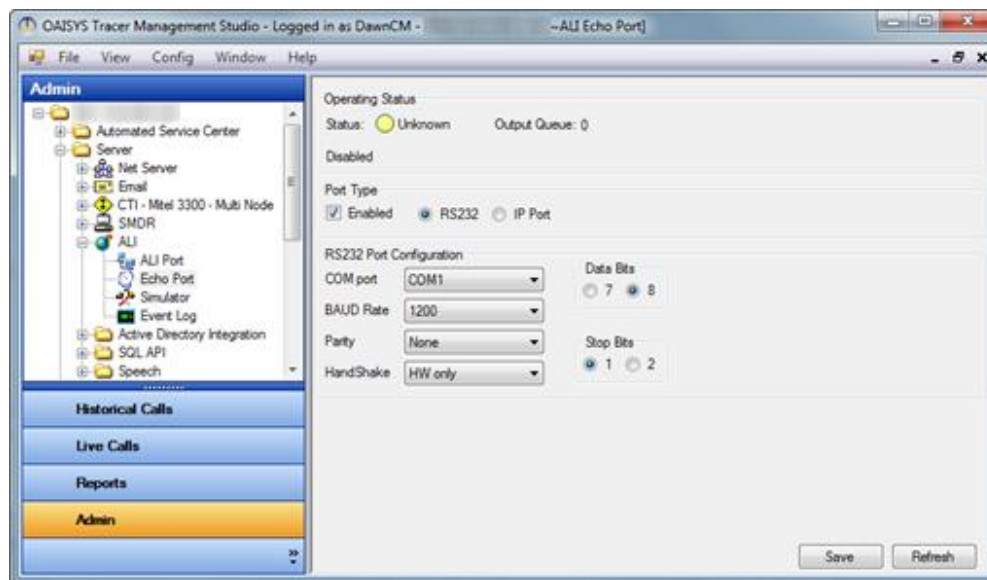 OAISYS Tracer Management Studio - Logged in as DawnCM - ~ALI Echo Port]
File View Config Window Help
Admin
Automated Service Center
Server
Net Server
Email
CTI - Mitel 3300 - Multi Node
SMDR
ALI
ALI Port
Echo Port
Simulator
Event Log
Active Directory Integration
SQL API
Speech
Historical Calls
Live Calls
Reports
Admin
Operating Status
Status: Unknown Output Queue: 0
Disabled
Port Type
Enabled RS232 IP Port
RS232 Port Configuration
COM port COM1
BAUD Rate 1200
Parity None
HandShake HW only
Data Bits
7 8
Stop Bits
1 2
Save Refresh